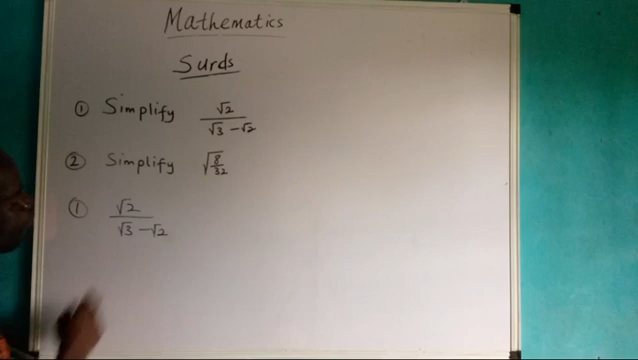 Mathematics
Surds
① Simplify √2/(√3 − √2)
② Simplify √(8/32)
① √2/(√3 − √2)